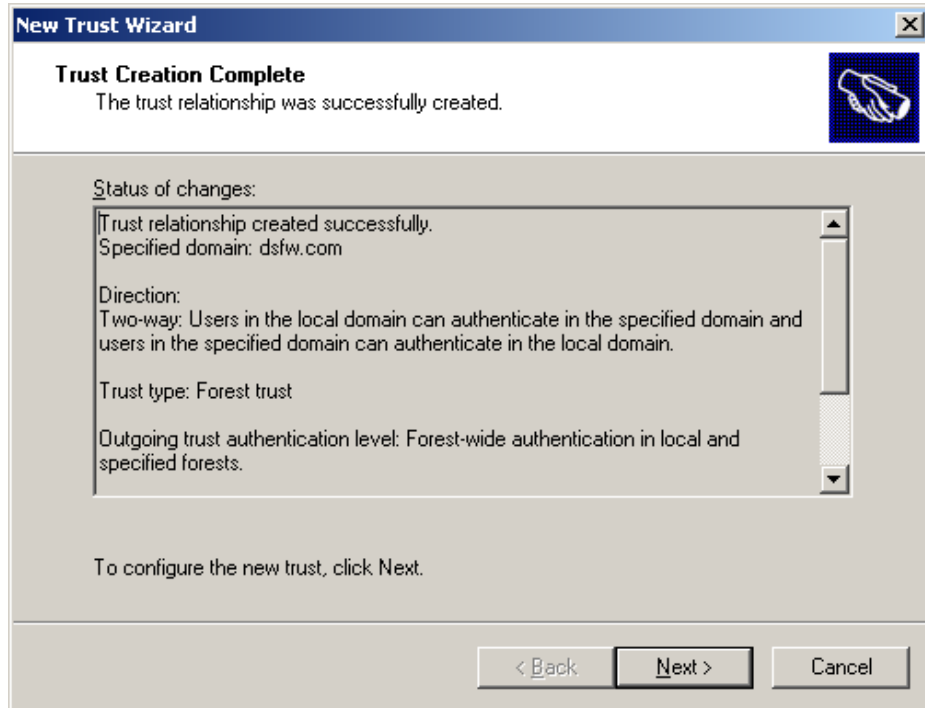 New Trust Wizard
Trust Creation Complete
The trust relationship was successfully created.
Status of changes:
Trust relationship created successfully.
Specified domain: dsfw.com
Direction:
Two-way: Users in the local domain can authenticate in the specified domain and
users in the specified domain can authenticate in the local domain.
Trust type: Forest trust
Outgoing trust authentication level: Forest-wide authentication in local and
specified forests.
To configure the new trust, click Next.
< Back Next > Cancel